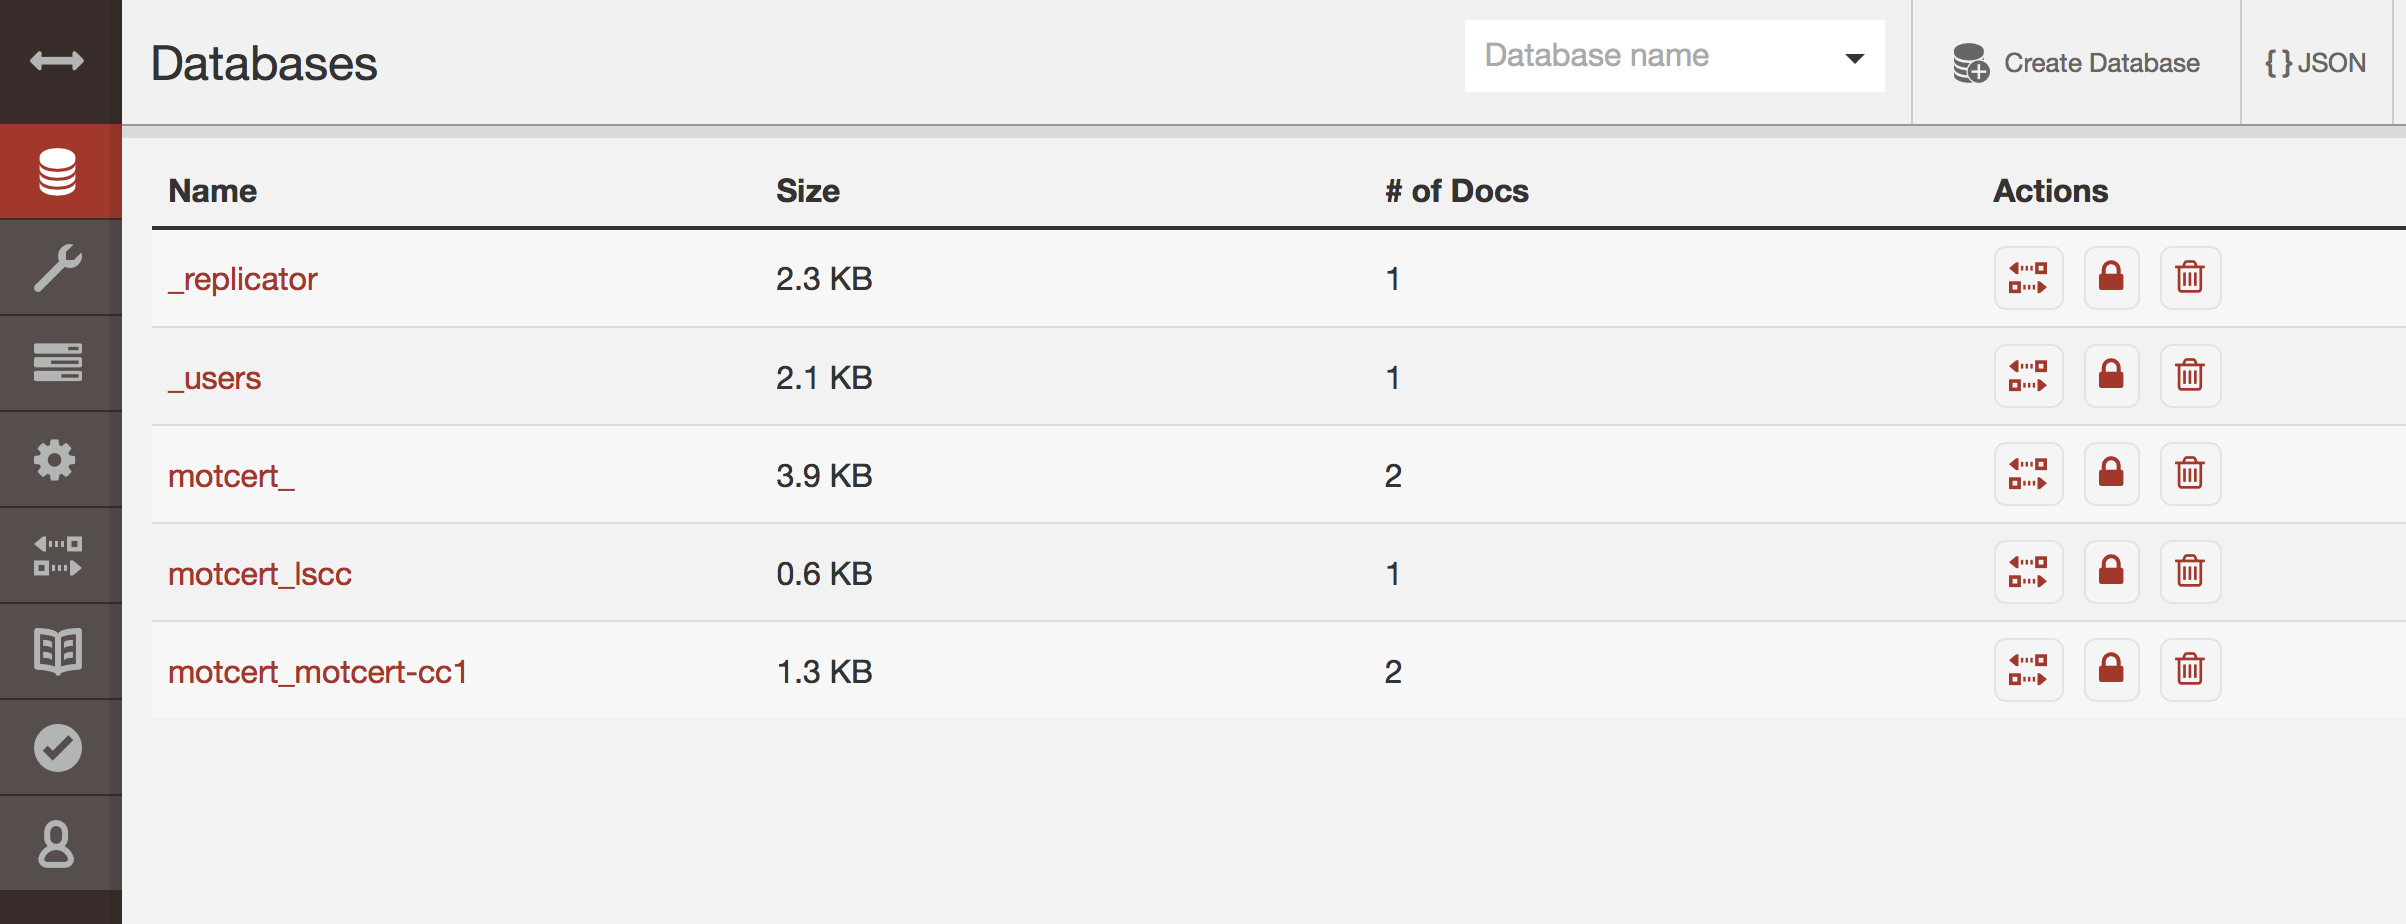 Databases
Database name
Create Database
{ } JSON
Name Size # of Docs Actions
_replicator 2.3 KB 1
_users 2.1 KB 1
motcert_ 3.9 KB 2
motcert_lscc 0.6 KB 1
motcert_motcert-cc1 1.3 KB 2